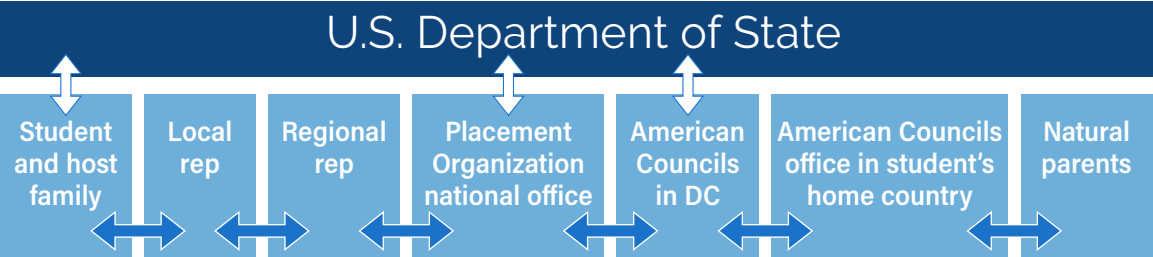 U.S. Department of State
Student
and host
family
Local
rep
Regional
rep
Placement
Organization
national office
American
Councils
in DC
American Councils
office in student's
home country
Natural
parents